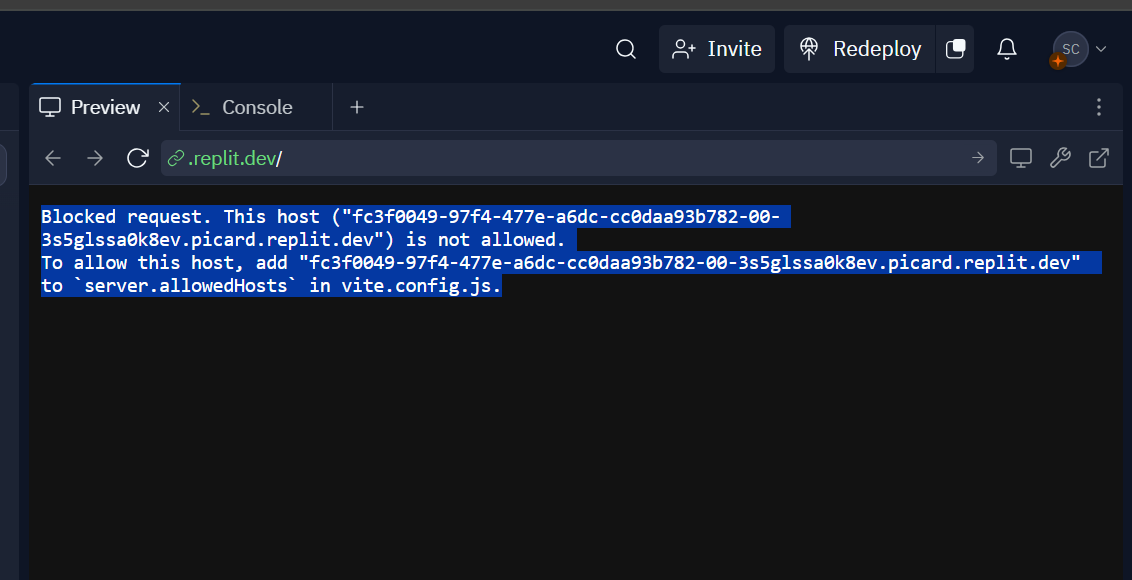 Invite
Redeploy
SC
Preview
Console
.replit.dev/
Blocked request. This host ("fc3f0049-97f4-477e-a6dc-cc0daa93b782-00-
3s5glssa0k8ev.picard.replit.dev") is not allowed.
To allow this host, add "fc3f0049-97f4-477e-a6dc-cc0daa93b782-00-3s5glssa0k8ev.picard.replit.dev"
to `server.allowedHosts` in vite.config.js.